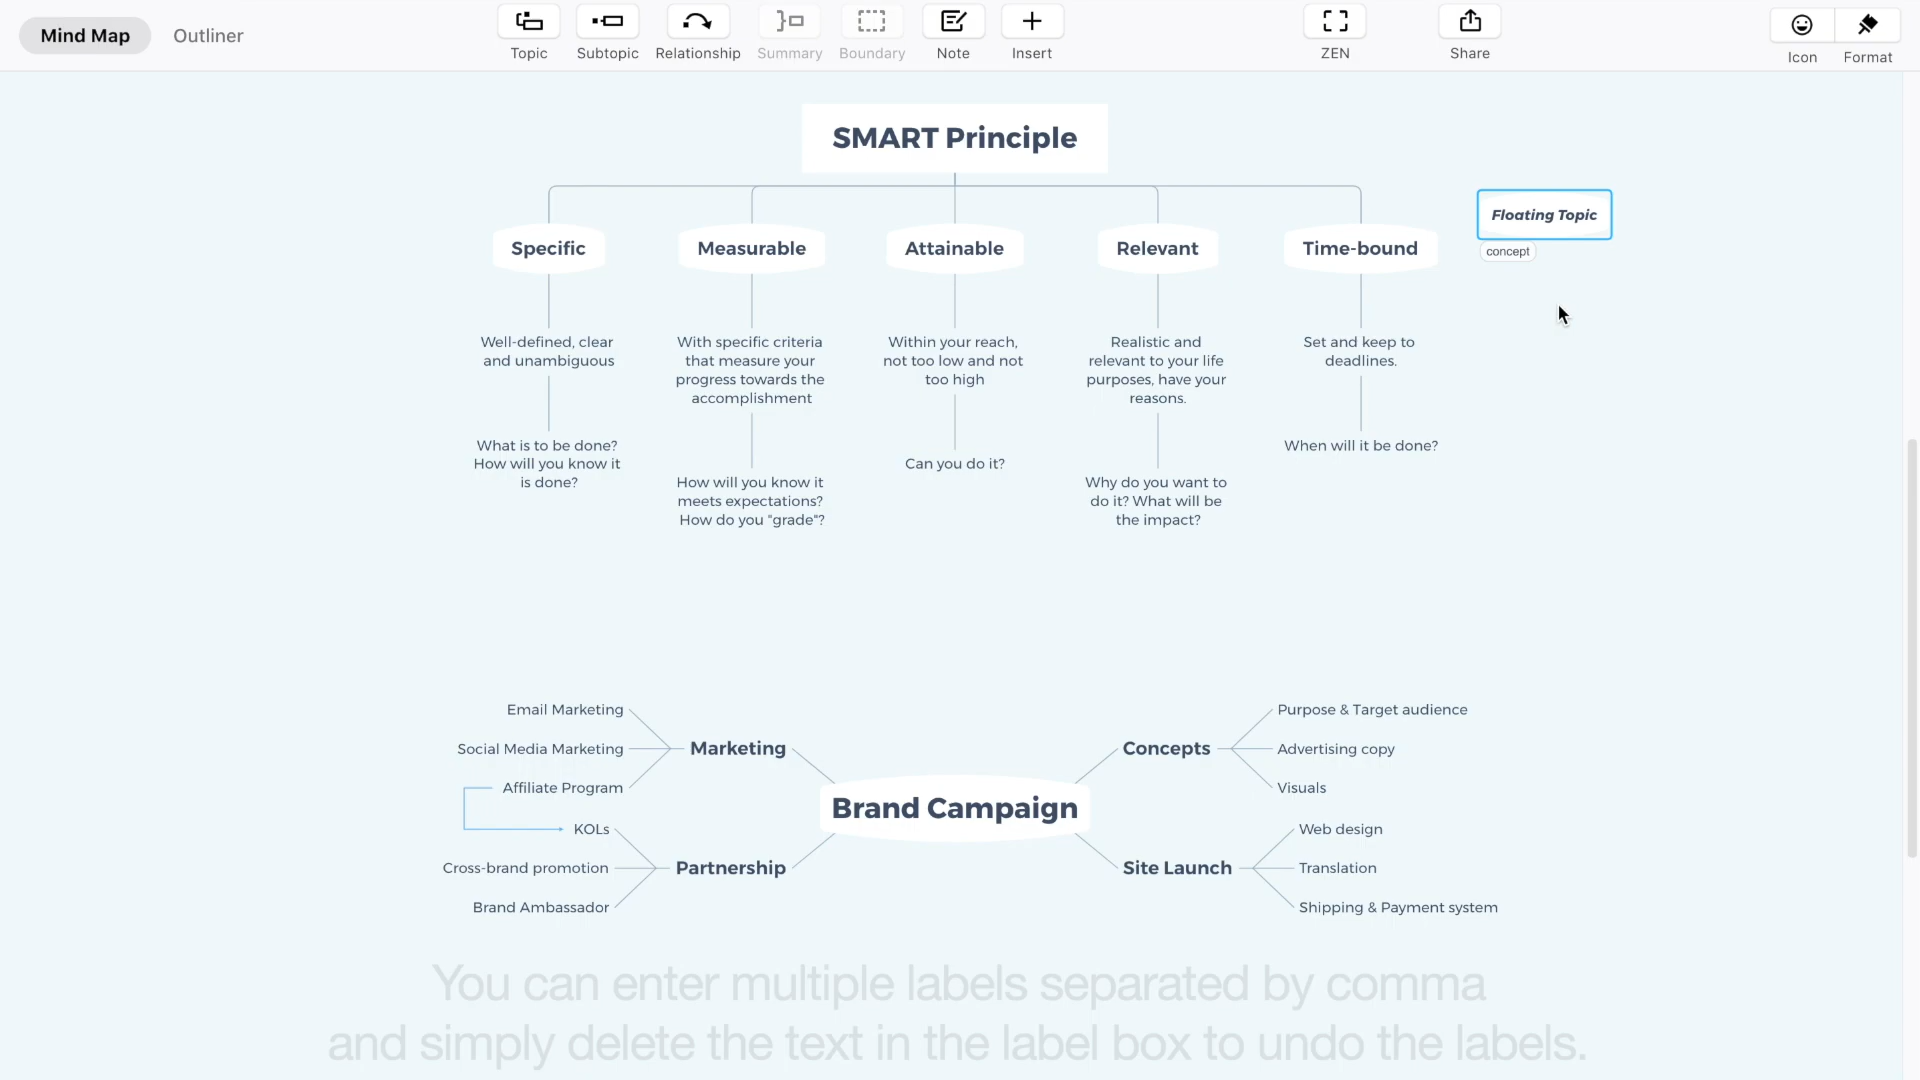 Mind Map
Outliner
Topic
Subtopic
Relationship
Summary
Boundary
Note
Insert
ZEN
Share
Icon
Format
SMART Principle
Floating Topic
concept
Specific
Measurable
Attainable
Relevant
Time-bound
Well-defined, clear
and unambiguous
With specific criteria
that measure your
progress towards the
accomplishment
Within your reach,
not too low and not
too high
Realistic and
relevant to your life
purposes, have your
reasons.
Set and keep to
deadlines.
What is to be done?
How will you know it
is done?
How will you know it
meets expectations?
How do you "grade"?
Can you do it?
Why do you want to
do it? What will be
the impact?
When will it be done?
Email Marketing
Social Media Marketing
Affiliate Program
Marketing
KOLs
Cross-brand promotion
Brand Ambassador
Partnership
Brand Campaign
Concepts
Purpose & Target audience
Advertising copy
Visuals
Site Launch
Web design
Translation
Shipping & Payment system
You can enter multiple labels separated by comma
and simply delete the text in the label box to undo the labels.